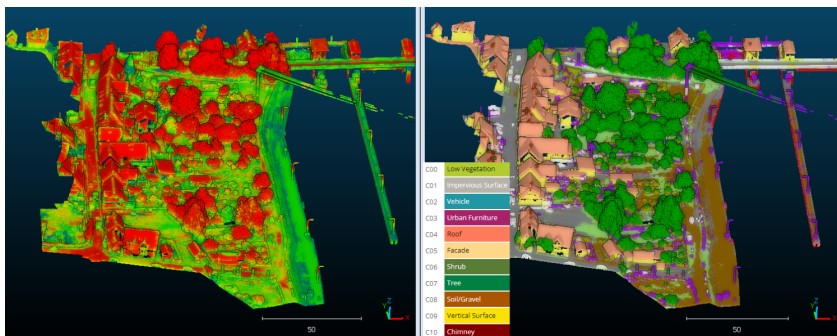 50
C00 Low Vegetation
C01 Impervious Surface
C02 Vehicle
C03 Urban Furniture
C04 Roof
C05 Facade
C06 Shrub
C07 Tree
C08 Soil/Gravel
C09 Vertical Surface
C10 Chimney
50